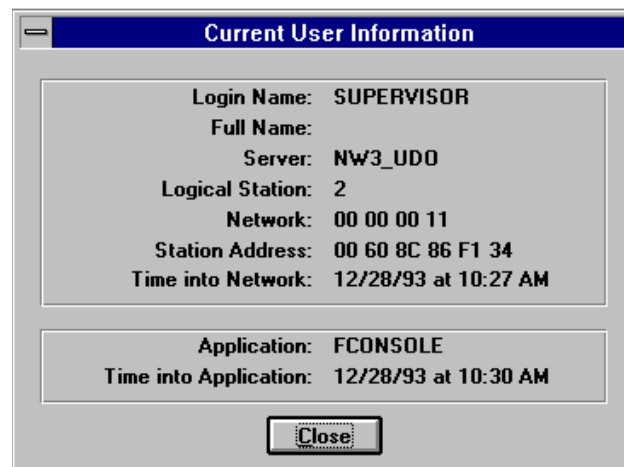 Current User Information
Login Name: SUPERVISOR
Full Name:
Server: NW3_UDO
Logical Station: 2
Network: 00 00 00 11
Station Address: 00 60 8C 86 F1 34
Time into Network: 12/28/93 at 10:27 AM
Application: FCONSOLE
Time into Application: 12/28/93 at 10:30 AM
Close